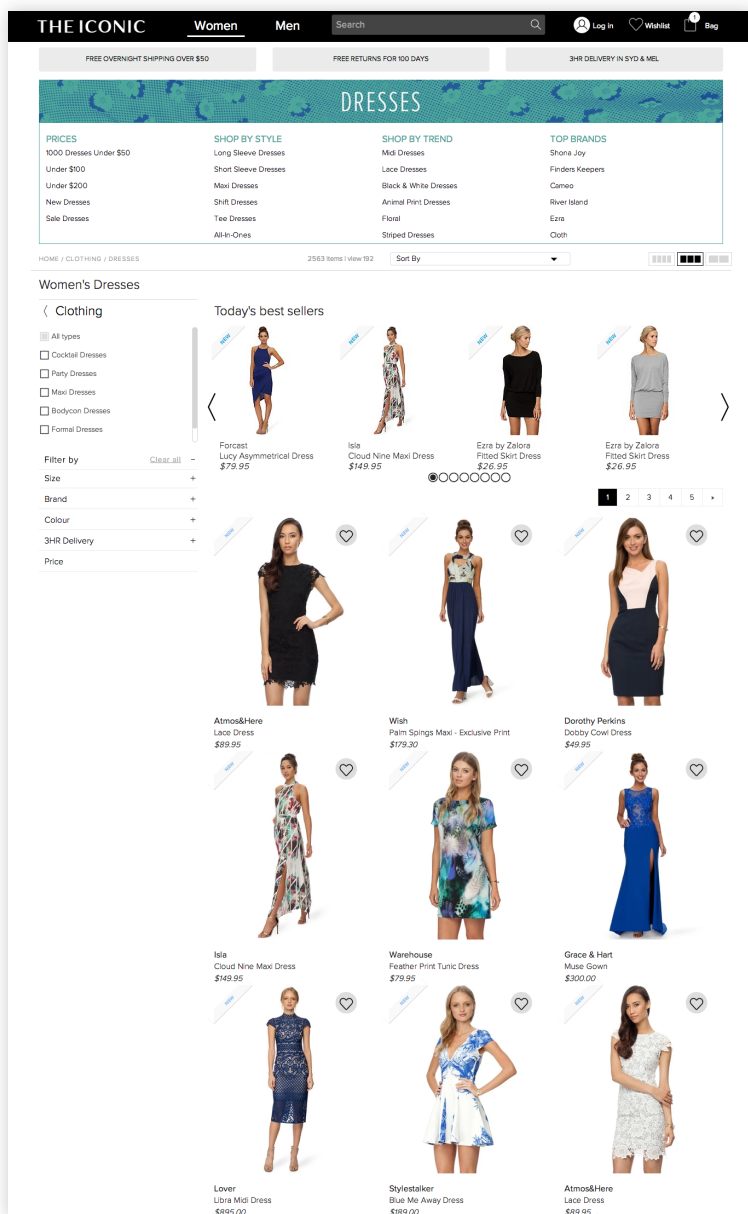 THE ICONIC
Women
Men
Search
Log in
Wishlist
1
Bag
FREE OVERNIGHT SHIPPING OVER $50
FREE RETURNS FOR 100 DAYS
3HR DELIVERY IN SYD & MEL
DRESSES
PRICES
1000 Dresses Under $50
Under $100
Under $200
New Dresses
Sale Dresses
SHOP BY STYLE
Long Sleeve Dresses
Short Sleeve Dresses
Maxi Dresses
Shift Dresses
Tee Dresses
All-In-Ones
SHOP BY TREND
Midi Dresses
Lace Dresses
Black & White Dresses
Animal Print Dresses
Floral
Striped Dresses
TOP BRANDS
Shona Joy
Finders Keepers
Cameo
River Island
Ezra
Cloth
HOME / CLOTHING / DRESSES
2563 items | view 192
Sort By
Women's Dresses
Clothing
All types
Cocktail Dresses
Party Dresses
Maxi Dresses
Bodycon Dresses
Formal Dresses
Filter by Clear all -
Size +
Brand +
Colour +
3HR Delivery +
Price
Today's best sellers
NEW
Forcast
Lucy Asymmetrical Dress
$79.95
NEW
Isla
Cloud Nine Maxi Dress
$149.95
NEW
Ezra by Zalora
Fitted Skirt Dress
$26.95
NEW
Ezra by Zalora
Fitted Skirt Dress
$26.95
1 2 3 4 5
NEW
Atmos&Here
Lace Dress
$89.95
NEW
Wish
Palm Spings Maxi - Exclusive Print
$179.30
NEW
Dorothy Perkins
Dobby Cowl Dress
$49.95
NEW
Isla
Cloud Nine Maxi Dress
$149.95
NEW
Warehouse
Feather Print Tunic Dress
$79.95
NEW
Grace & Hart
Muse Gown
$300.00
NEW
Lover
Libra Midi Dress
$895.00
NEW
Stylestalker
Blue Me Away Dress
$189.00
NEW
Atmos&Here
Lace Dress
$89.95